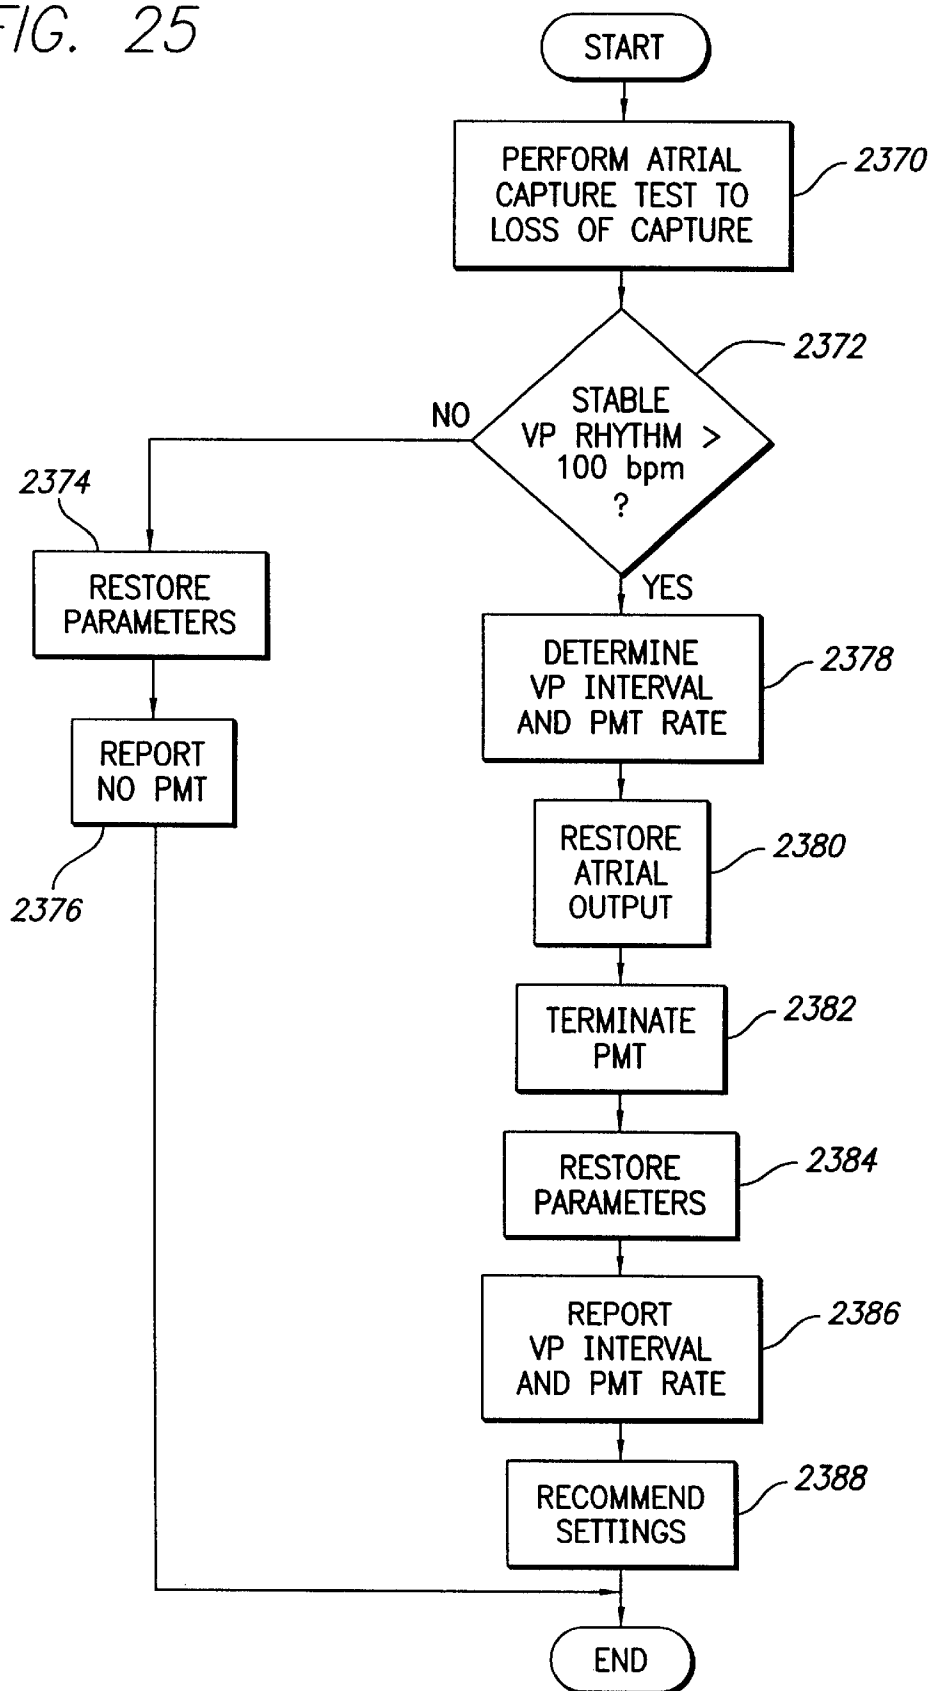 FIG. 25
START
PERFORM ATRIAL
CAPTURE TEST TO
LOSS OF CAPTURE
2370
STABLE
VP RHYTHM >
100 bpm
?
2372
NO
2374
RESTORE
PARAMETERS
REPORT
NO PMT
2376
YES
DETERMINE
VP INTERVAL
AND PMT RATE
2378
RESTORE
ATRIAL
OUTPUT
2380
TERMINATE
PMT
2382
RESTORE
PARAMETERS
2384
REPORT
VP INTERVAL
AND PMT RATE
2386
RECOMMEND
SETTINGS
2388
END